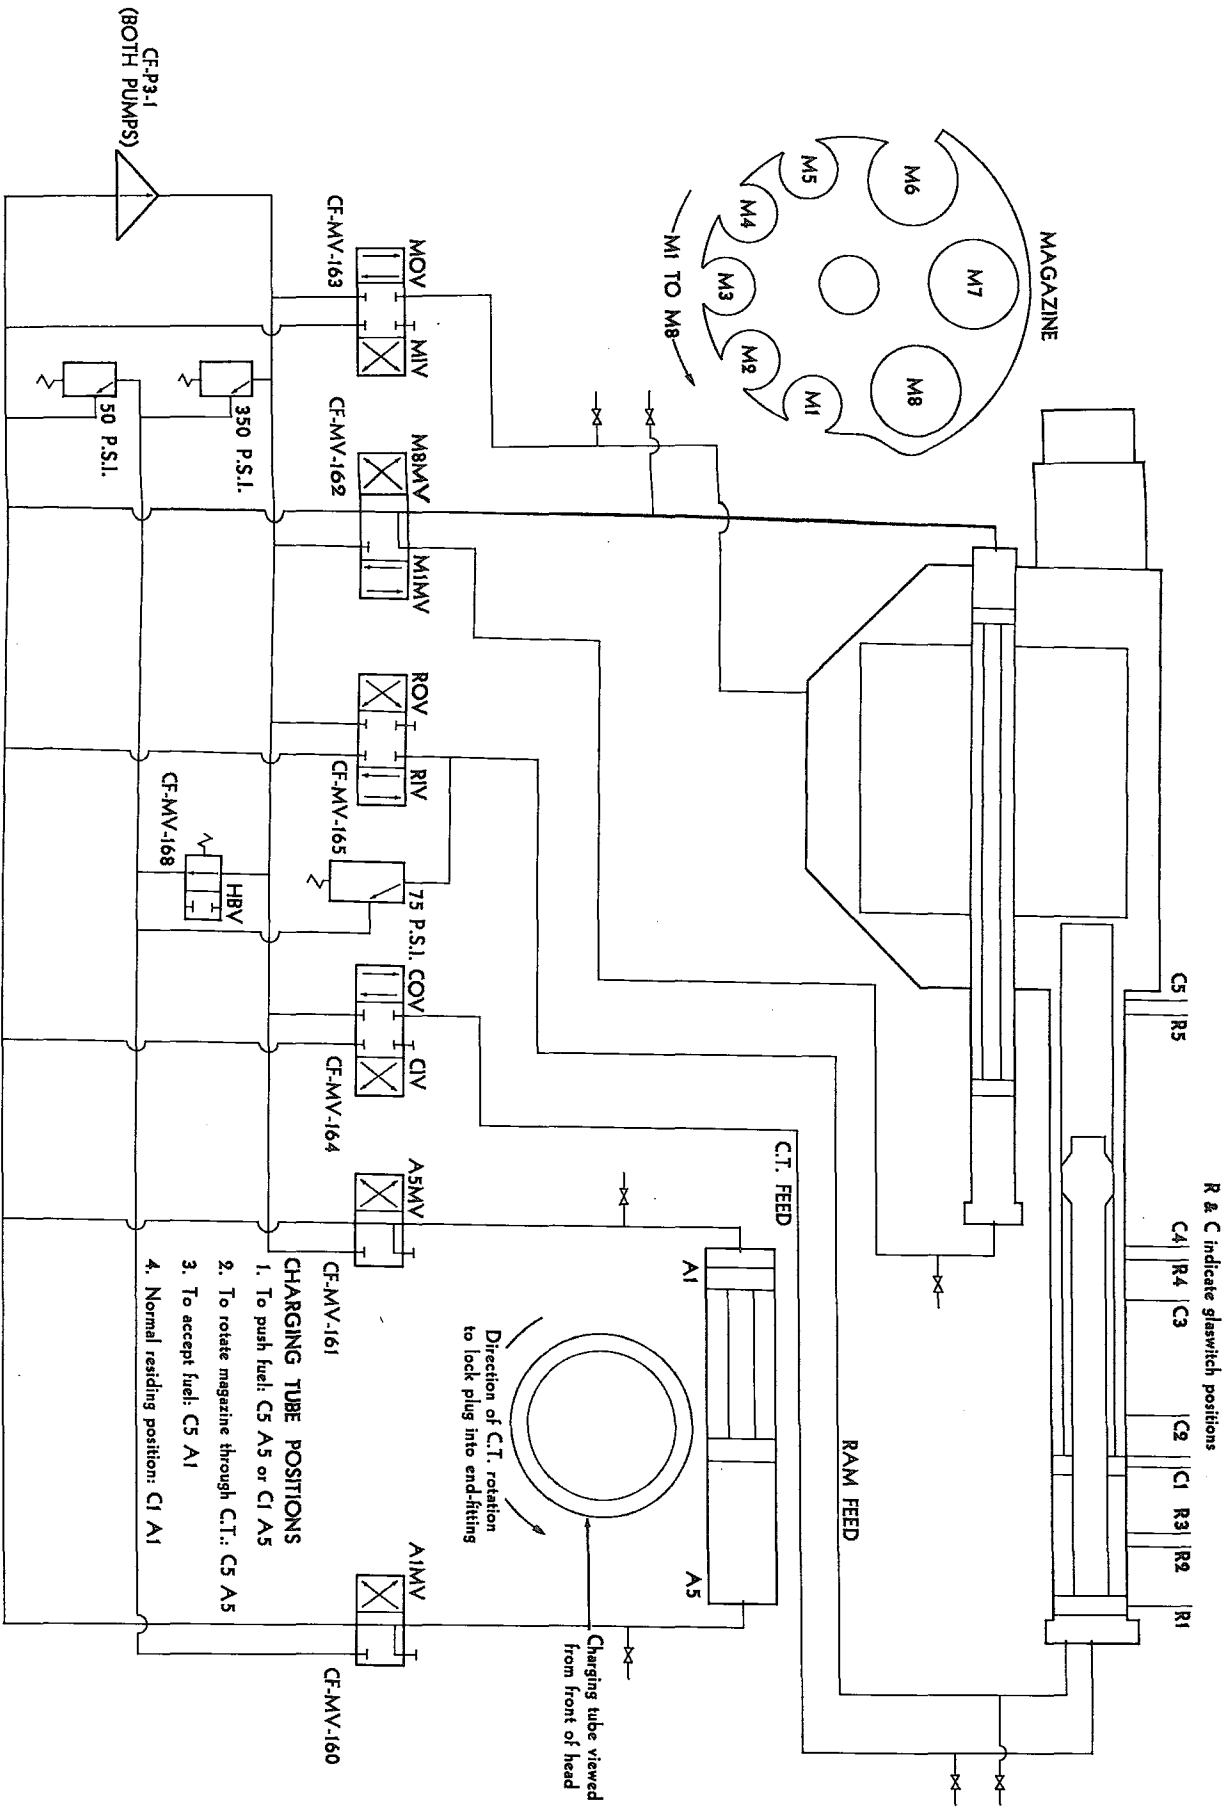 R & C indicate glaswitch positions
C5
R5
C4
R4
C3
C2
C1
R3
R2
R1
MAGAZINE
M7
M6
M8
M5
M4
M3
M2
M1
M1 TO M8
RAM FEED
C.T. FEED
A1
A5
Direction of C.T. rotation
to lock plug into end-fitting
Charging tube viewed
from front of head
MOV
MIV
CF-MV-163
M8MV
M1MV
CF-MV-162
ROV
RIV
CF-MV-165
75 P.S.I.
COV
CIV
CF-MV-164
A5MV
CF-MV-161
A1MV
CF-MV-160
350 P.S.I.
50 P.S.I.
HBV
CF-MV-168
CF-P3-1
(BOTH PUMPS)
CHARGING TUBE POSITIONS
1. To push fuel: C5 A5 or C1 A5
2. To rotate magazine through C.T.: C5 A5
3. To accept fuel: C5 A1
4. Normal residing position: C1 A1